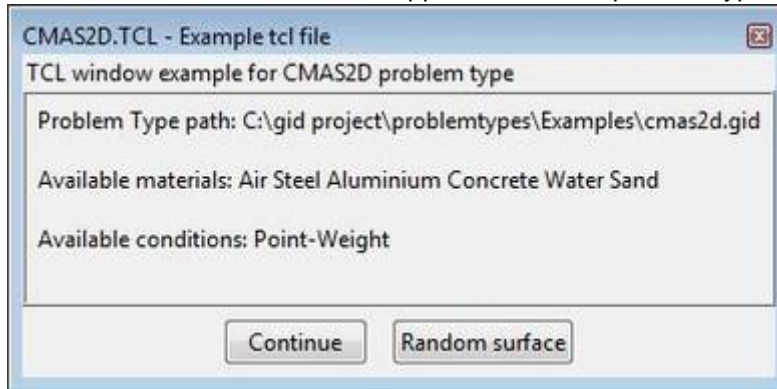 CMAS2D.TCL - Example tcl file
TCL window example for CMAS2D problem type
Problem Type path: C:\gid project\problemtypes\Examples\cmas2d.gid
Available materials: Air Steel Aluminium Concrete Water Sand
Available conditions: Point-Weight
Continue Random surface